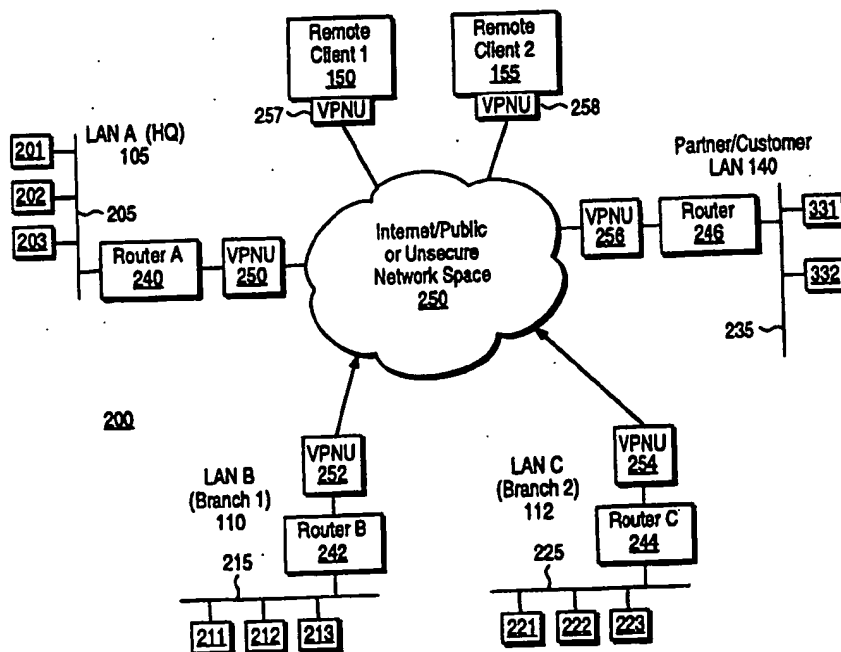 Remote
Client 1
150
VPNU
257
Remote
Client 2
155
VPNU
258
LAN A (HQ)
105
201
202
203
205
Router A
240
VPNU
250
Internet/Public
or Unsecure
Network Space
250
Partner/Customer
LAN 140
VPNU
256
Router
246
331
332
235
200
VPNU
252
LAN B
(Branch 1)
110
Router B
242
215
211
212
213
VPNU
254
LAN C
(Branch 2)
112
Router C
244
225
221
222
223